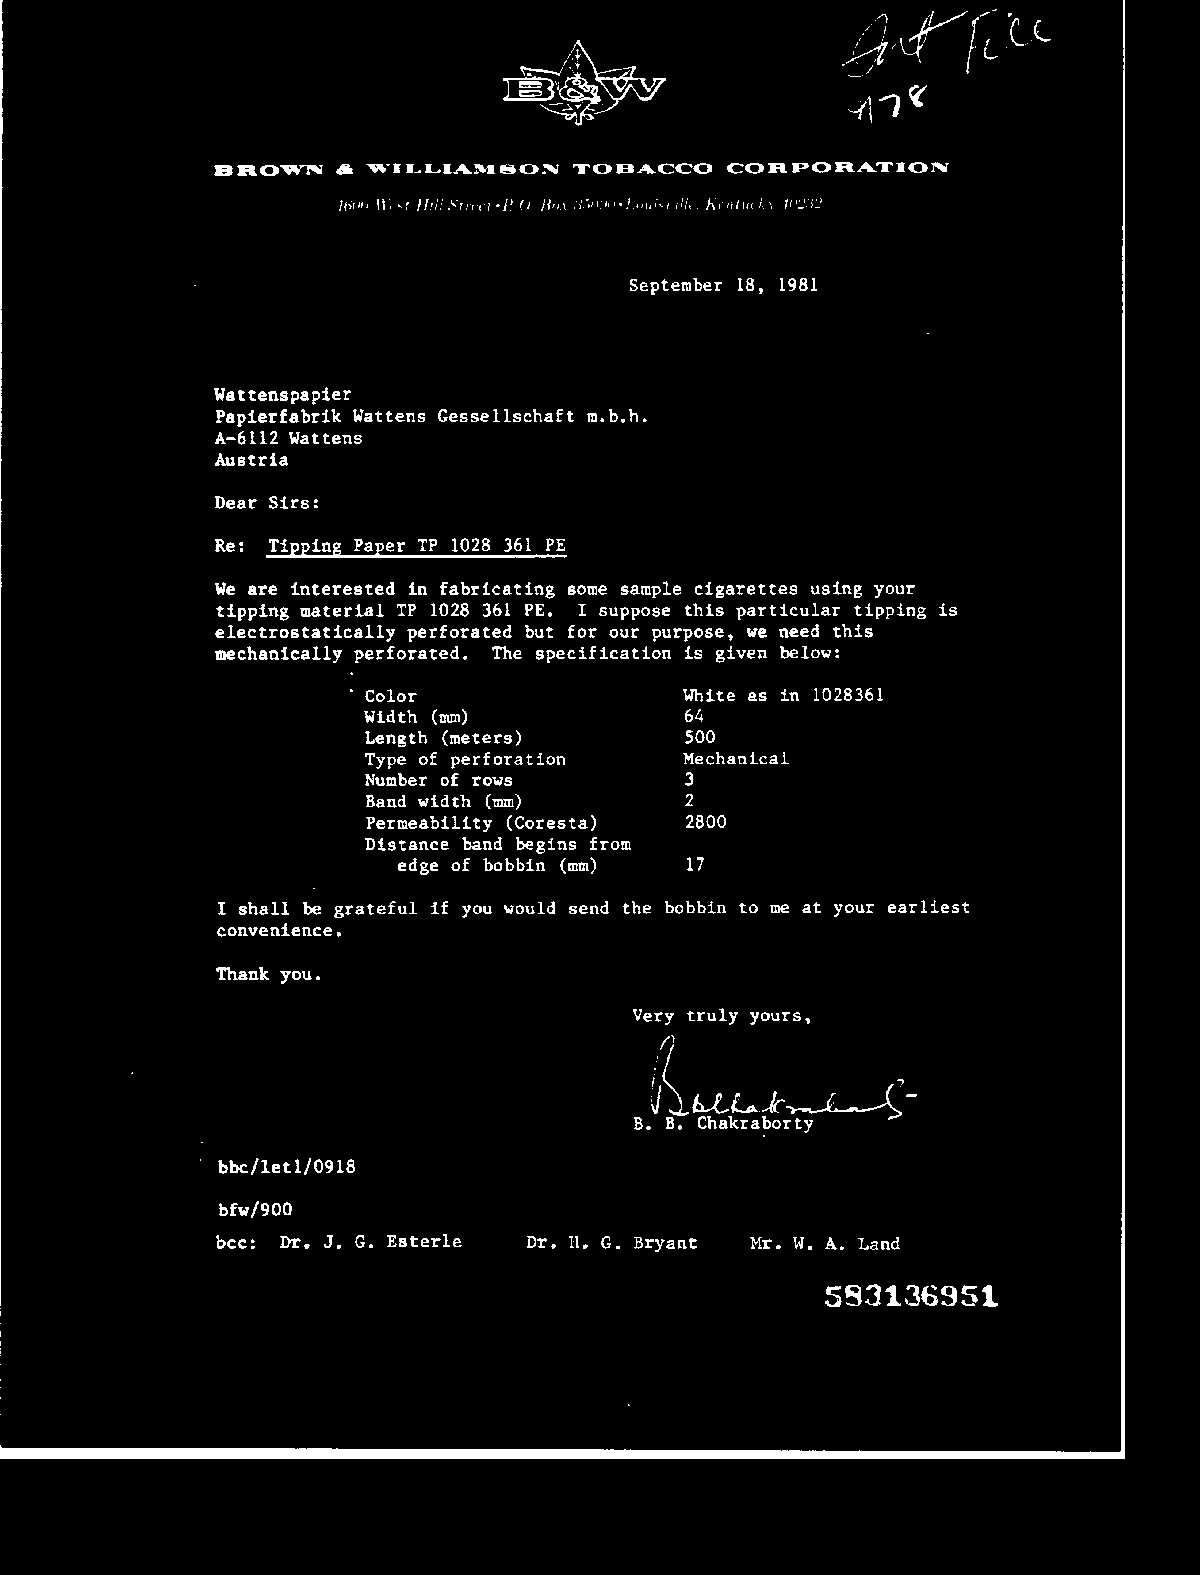 B&W
BROWN & WILLIAMSON TOBACCO CORPORATION
1600 West Hill Street • P.O. Box 35090 • Louisville, Kentucky 40232
September 18, 1981
Wattenspapier
Papierfabrik Wattens Gessellschaft m.b.h.
A-6112 Wattens
Austria
Dear Sirs:
Re: Tipping Paper TP 1028 361 PE
We are interested in fabricating some sample cigarettes using your
tipping material TP 1028 361 PE. I suppose this particular tipping is
electrostatically perforated but for our purpose, we need this
mechanically perforated. The specification is given below:
Color White as in 1028361
Width (mm) 64
Length (meters) 500
Type of perforation Mechanical
Number of rows 3
Band width (mm) 2
Permeability (Coresta) 2800
Distance band begins from
edge of bobbin (mm) 17
I shall be grateful if you would send the bobbin to me at your earliest
convenience.
Thank you.
Very truly yours,
B. B. Chakraborty
bbc/let1/0918
bfw/900
bcc: Dr. J. G. Esterle Dr. H. G. Bryant Mr. W. A. Land
583136951